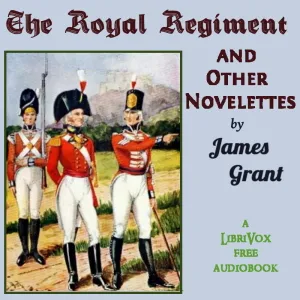 The Royal Regiment
AND
OTHER
NOVELETTES
by
James
Grant
a
LibriVox
free
audiobook